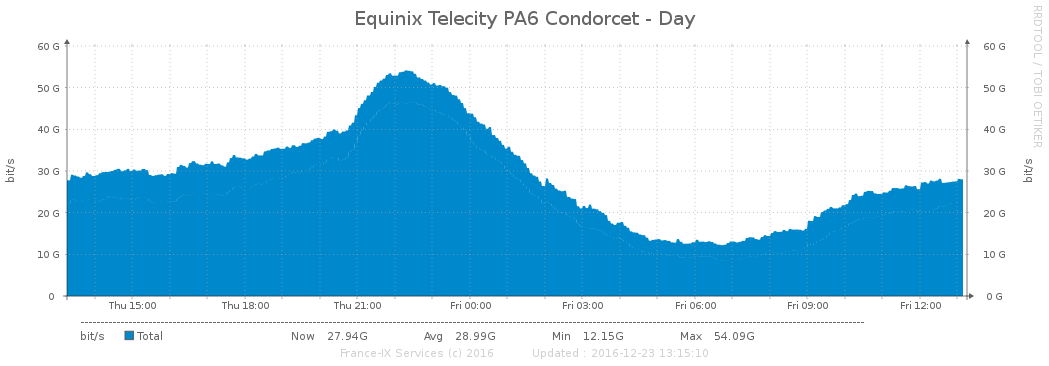 Equinix Telecity PA6 Condorcet - Day
RRDTOOL / TOBI OETIKER
60 G 60 G
50 G 50 G
40 G 40 G
30 G 30 G
20 G 20 G
10 G 10 G
0 0 G
bit/s bit/s
Thu 15:00 Thu 18:00 Thu 21:00 Fri 00:00 Fri 03:00 Fri 06:00 Fri 09:00 Fri 12:00
bit/s Total Now 27.94G Avg 28.99G Min 12.15G Max 54.09G
France-IX Services (c) 2016 Updated : 2016-12-23 13:15:10